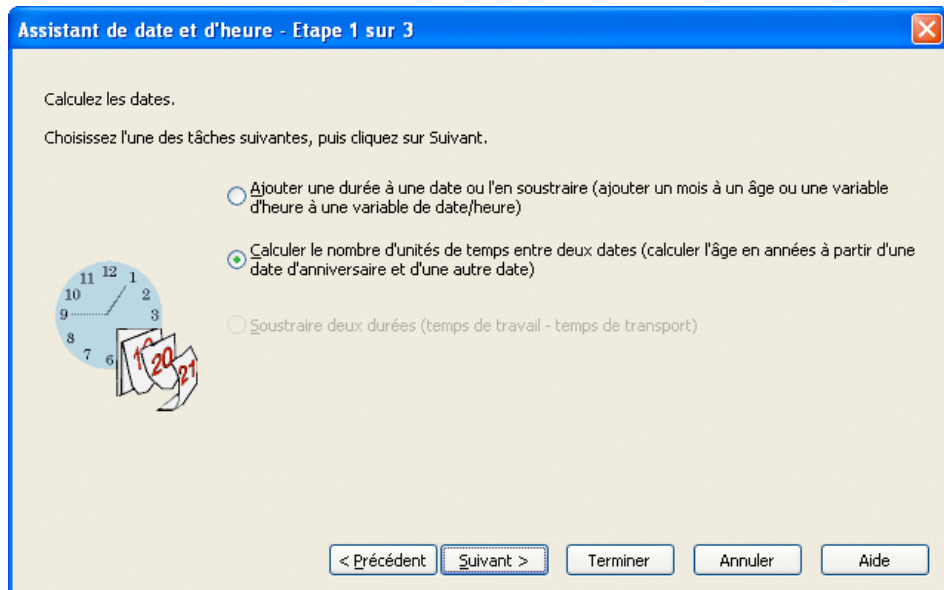 Assistant de date et d'heure - Etape 1 sur 3
Calculez les dates.
Choisissez l'une des tâches suivantes, puis cliquez sur Suivant.
Ajouter une durée à une date ou l'en soustraire (ajouter un mois à un âge ou une variable
d'heure à une variable de date/heure)
Calculer le nombre d'unités de temps entre deux dates (calculer l'âge en années à partir d'une
date d'anniversaire et d'une autre date)
Soustraire deux durées (temps de travail - temps de transport)
11 12 1
10 2
9 3
8
7 6
19 20 21
< Précédent Suivant > Terminer Annuler Aide